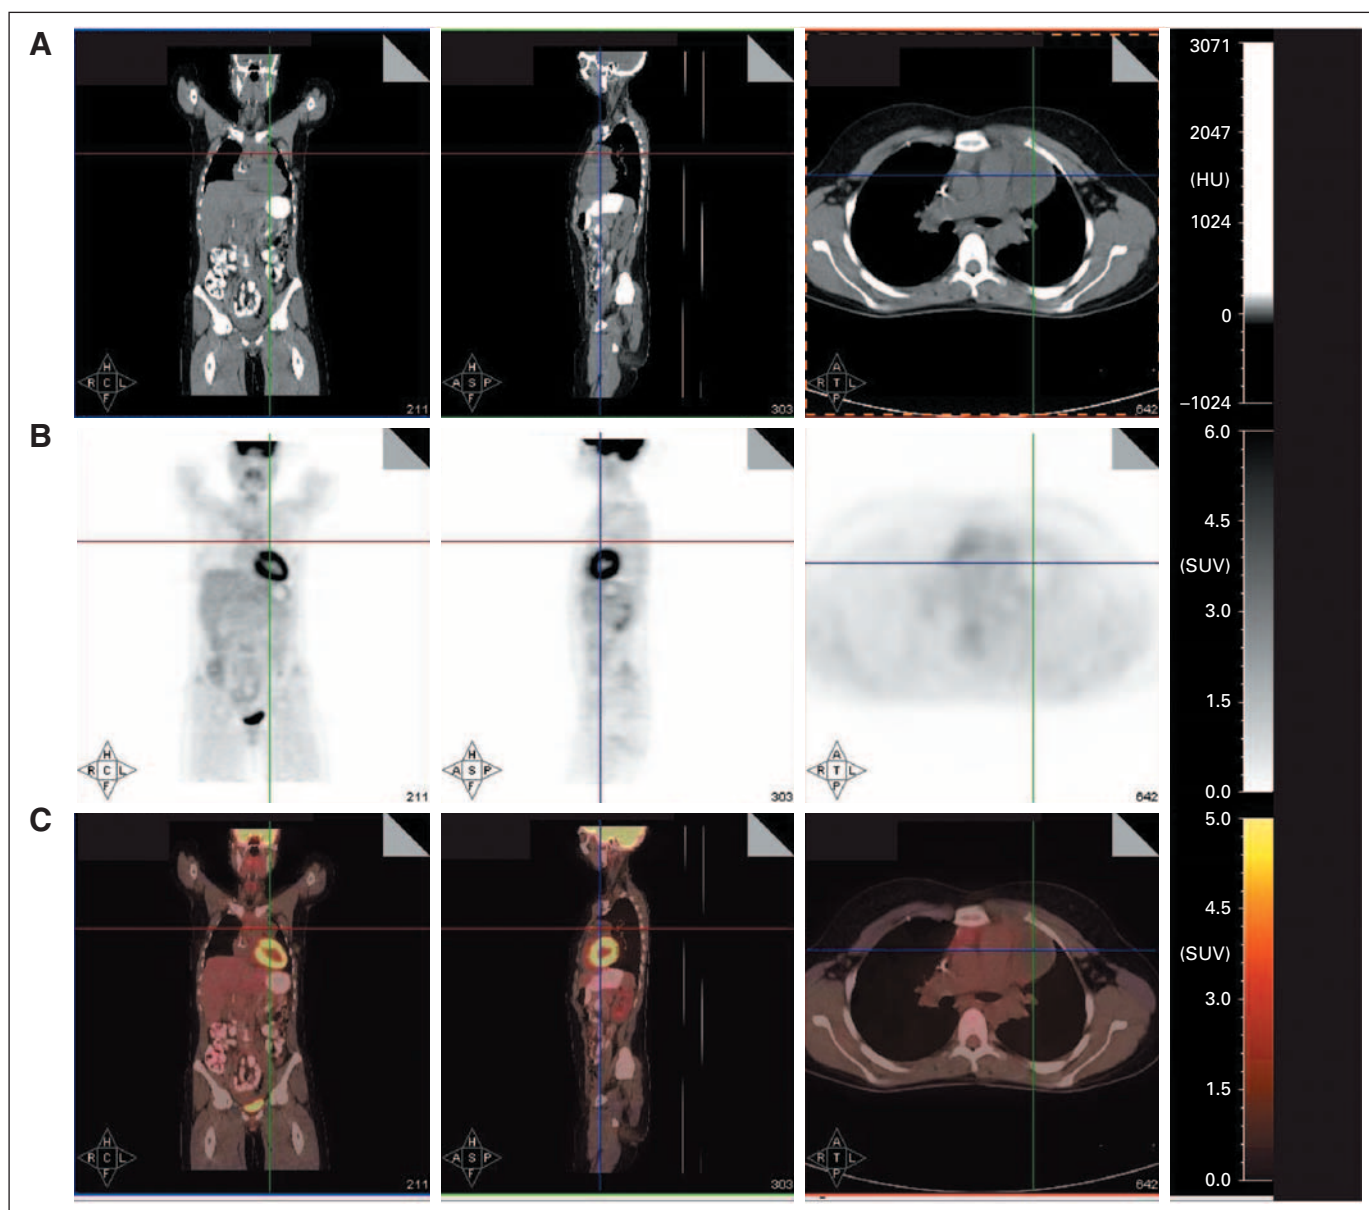 A
H
R C L
F
211
H
A S P
F
303
A
R T L
P
642
3071
2047
(HU)
1024
0
–1024
B
H
R C L
F
211
H
A S P
F
303
A
R T L
P
642
6.0
4.5
(SUV)
3.0
1.5
0.0
C
H
R C L
F
211
H
A S P
F
303
A
R T L
P
642
5.0
4.5
(SUV)
3.0
1.5
0.0